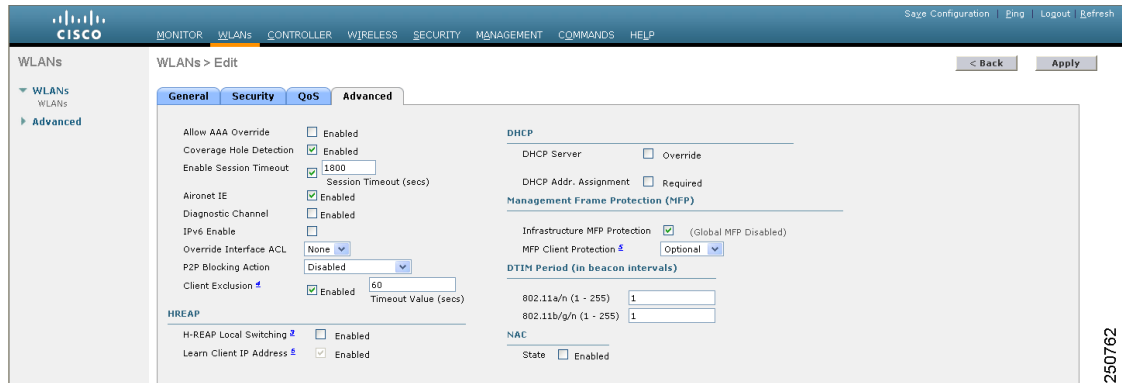 Save Configuration | Ping | Logout | Refresh
CISCO
MONITOR WLANs CONTROLLER WIRELESS SECURITY MANAGEMENT COMMANDS HELP
WLANs
WLANs > Edit
< Back
Apply
WLANs
WLANs
Advanced
General Security QoS Advanced
Allow AAA Override Enabled
Coverage Hole Detection Enabled
Enable Session Timeout 1800
Session Timeout (secs)
Aironet IE Enabled
Diagnostic Channel Enabled
IPv6 Enable
Override Interface ACL None
P2P Blocking Action Disabled
Client Exclusion 4 Enabled 60
Timeout Value (secs)
HREAP
H-REAP Local Switching 2 Enabled
Learn Client IP Address 6 Enabled
DHCP
DHCP Server Override
DHCP Addr. Assignment Required
Management Frame Protection (MFP)
Infrastructure MFP Protection (Global MFP Disabled)
MFP Client Protection 5 Optional
DTIM Period (in beacon intervals)
802.11a/n (1 - 255) 1
802.11b/g/n (1 - 255) 1
NAC
State Enabled
250762